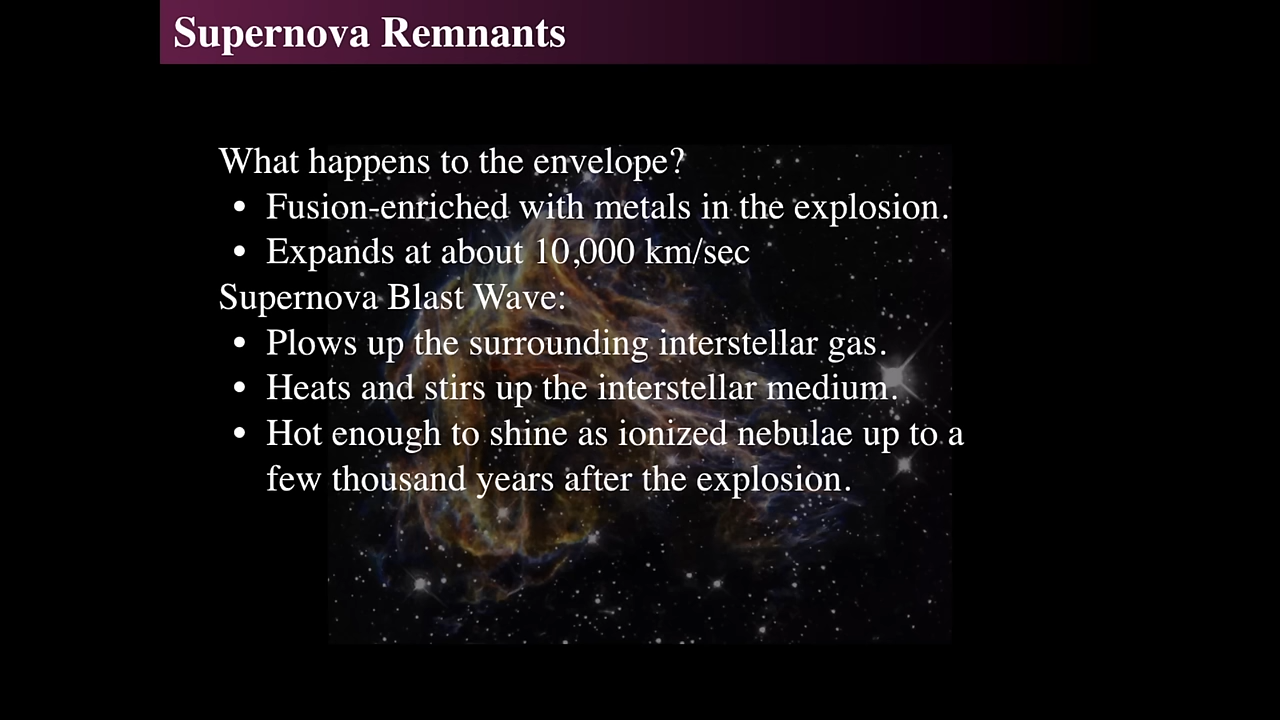 Supernova Remnants
What happens to the envelope?
• Fusion-enriched with metals in the explosion.
• Expands at about 10,000 km/sec
Supernova Blast Wave:
• Plows up the surrounding interstellar gas.
• Heats and stirs up the interstellar medium.
• Hot enough to shine as ionized nebulae up to a
few thousand years after the explosion.